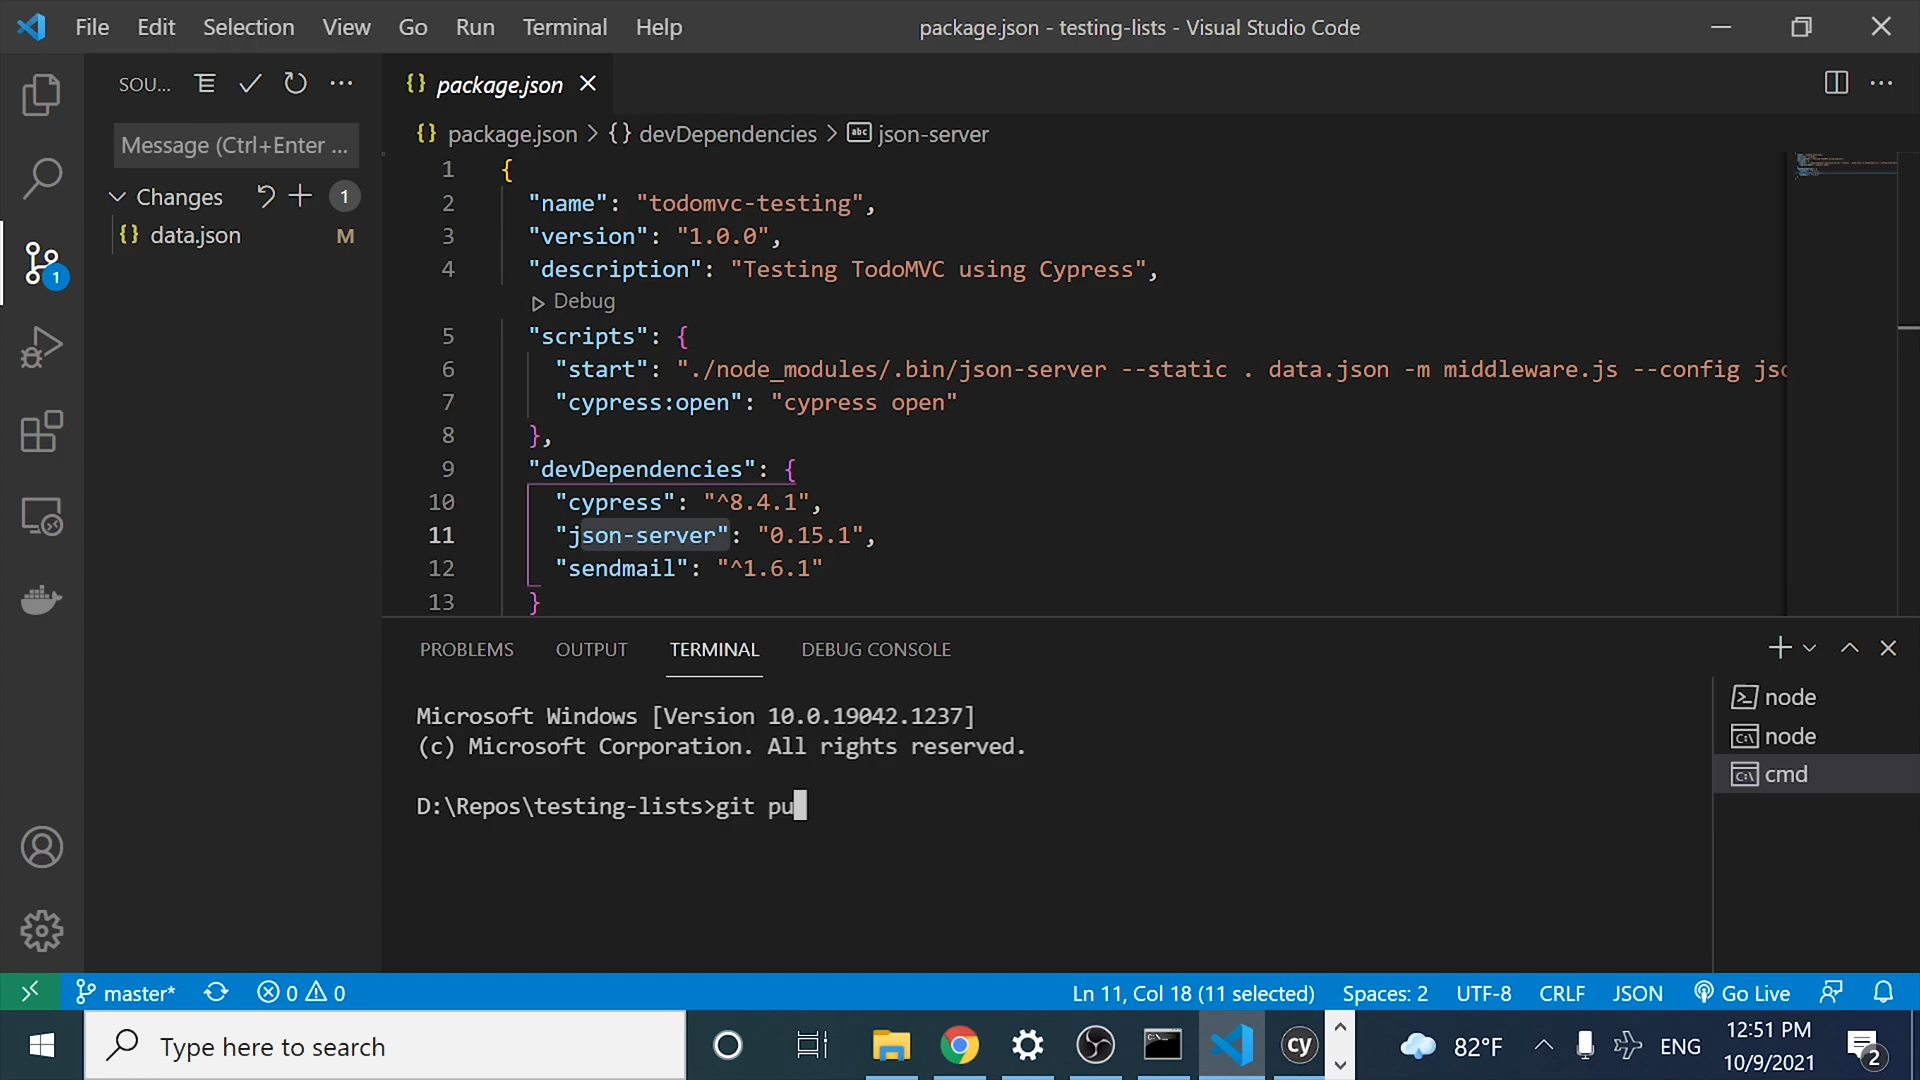 File Edit Selection View Go Run Terminal Help
package.json - testing-lists - Visual Studio Code
SOU...
{} package.json
Message (Ctrl+Enter ...
{} package.json > {} devDependencies > abc json-server
Changes 1
{} data.json M
1
1 {
2 "name": "todomvc-testing",
3 "version": "1.0.0",
4 "description": "Testing TodoMVC using Cypress",
Debug
5 "scripts": {
6 "start": "./node_modules/.bin/json-server --static . data.json -m middleware.js --config jsc
7 "cypress:open": "cypress open"
8 },
9 "devDependencies": {
10 "cypress": "^8.4.1",
11 "json-server": "0.15.1",
12 "sendmail": "^1.6.1"
13 }
PROBLEMS OUTPUT TERMINAL DEBUG CONSOLE
Microsoft Windows [Version 10.0.19042.1237]
(c) Microsoft Corporation. All rights reserved.
D:\Repos\testing-lists>git pu
node
node
cmd
master* 0 0 Ln 11, Col 18 (11 selected) Spaces: 2 UTF-8 CRLF JSON Go Live
Type here to search
cy
82°F
ENG
12:51 PM
10/9/2021
2